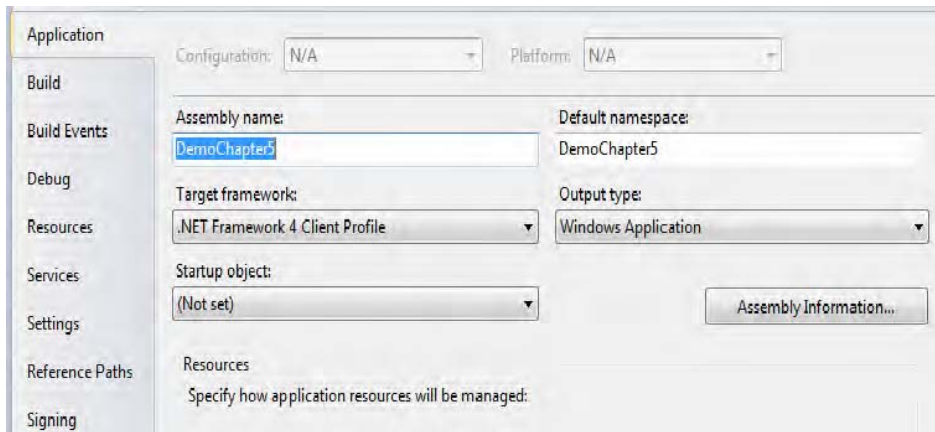 Application
Build
Build Events
Debug
Resources
Services
Settings
Reference Paths
Signing
Configuration: N/A Platform: N/A
Assembly name: Default namespace:
DemoChapter5 DemoChapter5
Target framework: Output type:
.NET Framework 4 Client Profile Windows Application
Startup object:
(Not set) Assembly Information...
Resources
Specify how application resources will be managed: